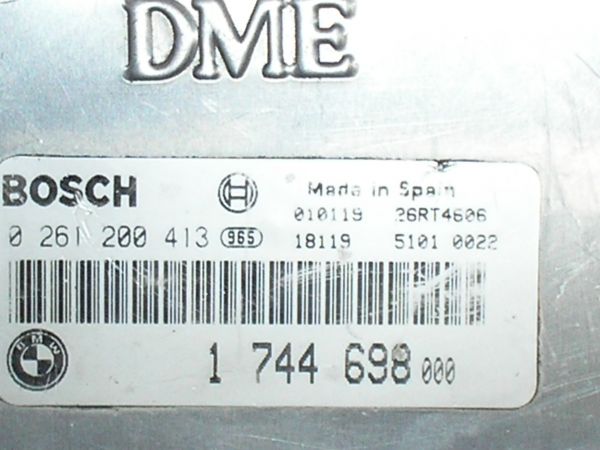 DME
BOSCH Made in Spain
010119 26RT4606
0 261 200 413 965 18119 5101 0022
BMW 1 744 698 000